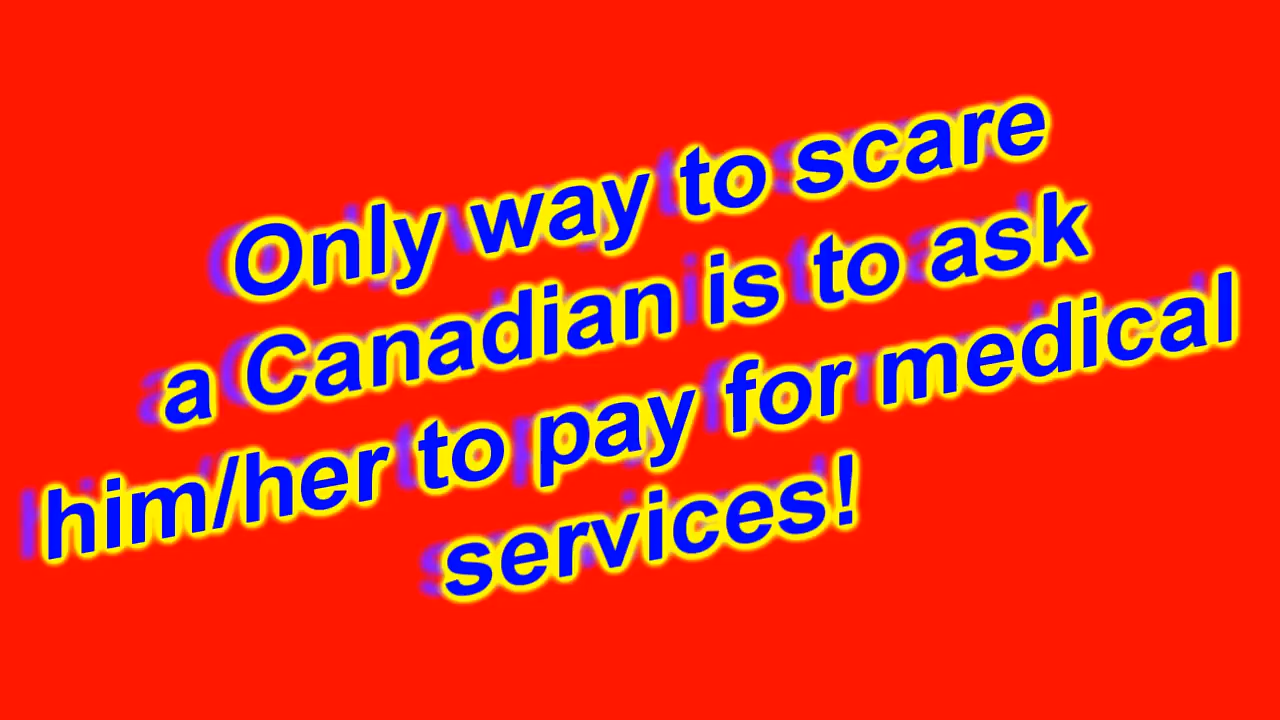 Only way to scare
a Canadian is to ask
him/her to pay for medical
services!